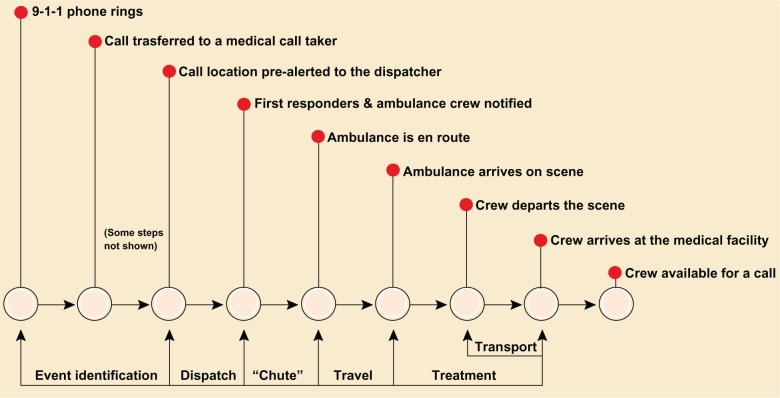 9-1-1 phone rings
Call trasferred to a medical call taker
Call location pre-alerted to the dispatcher
First responders & ambulance crew notified
Ambulance is en route
Ambulance arrives on scene
Crew departs the scene
(Some steps
not shown)
Crew arrives at the medical facility
Crew available for a call
Transport
Event identification
Dispatch
“Chute”
Travel
Treatment